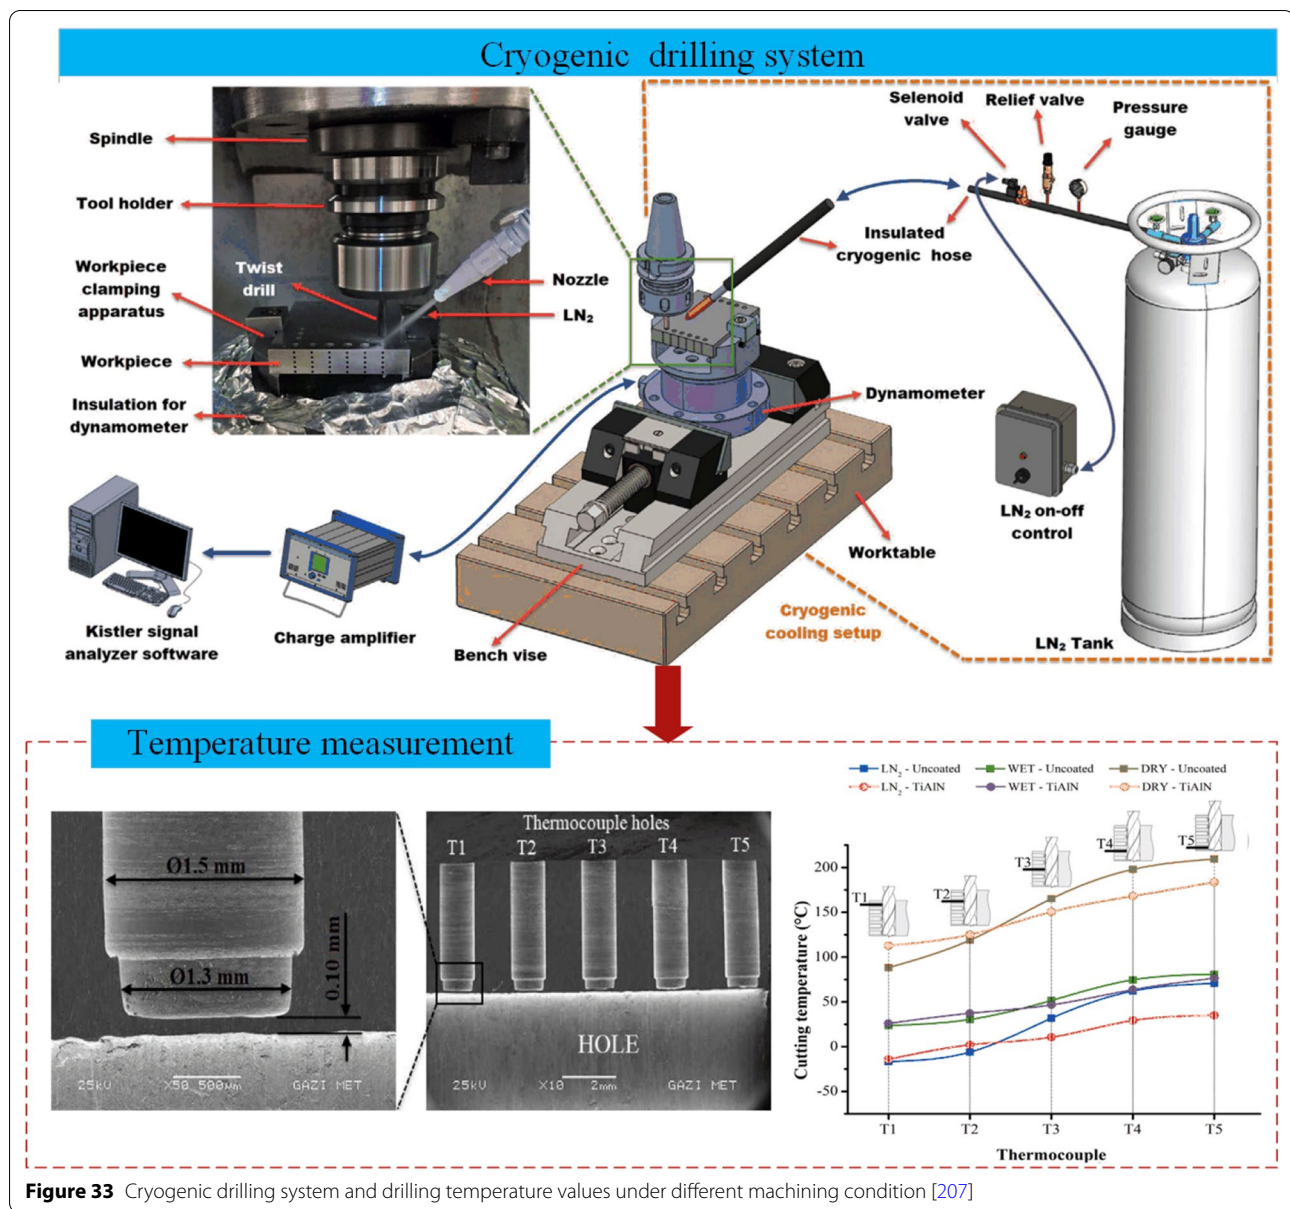 Cryogenic drilling system
Spindle
Tool holder
Workpiece
clamping
apparatus
Workpiece
Insulation for
dynamometer
Twist
drill
Nozzle
LN₂
Selenoid
valve
Relief valve
Pressure
gauge
Insulated
cryogenic hose
Dynamometer
LN₂ on-off
control
Worktable
Cryogenic
cooling setup
LN₂ Tank
Kistler signal
analyzer software
Charge amplifier
Bench vise
Temperature measurement
Ø1.5 mm
Ø1.3 mm
0.10 mm
25kV X50 500μm GAZI MET
Thermocouple holes
T1 T2 T3 T4 T5
HOLE
25kV X10 2mm GAZI MET
LN₂ - Uncoated WET - Uncoated DRY - Uncoated
LN₂ - TiAlN WET - TiAlN DRY - TiAlN
T1
T2
T3
T4
T5
Cutting temperature (°C)
200
150
100
50
0
-50
T1 T2 T3 T4 T5
Thermocouple
Figure 33 Cryogenic drilling system and drilling temperature values under different machining condition [207]